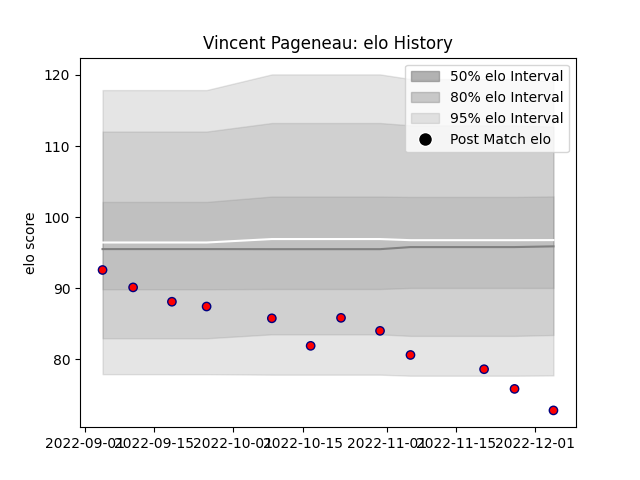 Vincent Pageneau: elo History
50% elo Interval
80% elo Interval
95% elo Interval
Post Match elo
elo score
120
110
100
90
80
2022-09-01 2022-09-15 2022-10-01 2022-10-15 2022-11-01 2022-11-15 2022-12-01